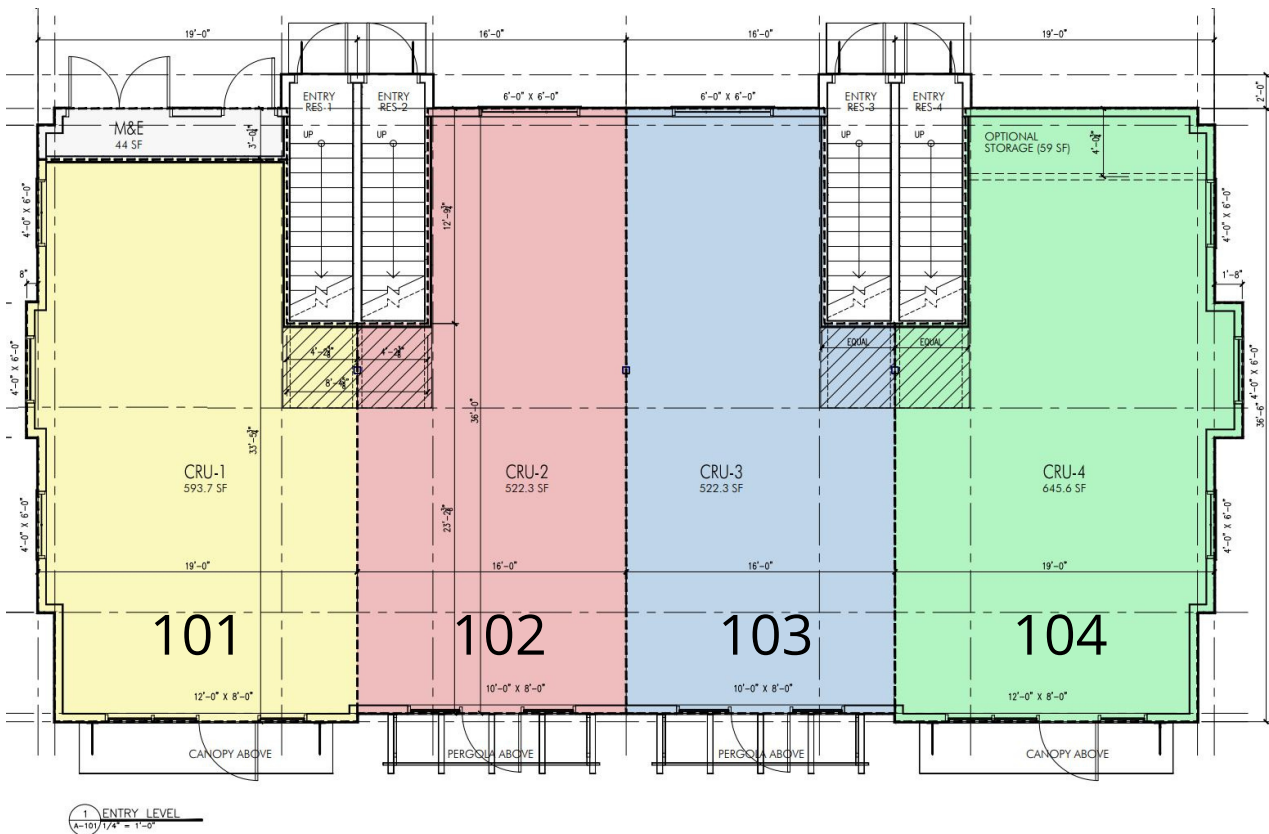 19'-0"
16'-0"
16'-0"
19'-0"
ENTRY
RES-1
ENTRY
RES-2
6'-0" X 6'-0"
6'-0" X 6'-0"
ENTRY
RES-3
ENTRY
RES-4
2'-0"
M&E
44 SF
UP
UP
UP
UP
OPTIONAL
STORAGE (59 SF)
4'-0" X 6'-0"
4'-0" X 6'-0"
8"
1'-8"
4'-0" X 6'-0"
EQUAL
EQUAL
4'-0" X 6'-0"
36'-0"
36'-6"
CRU-1
593.7 SF
CRU-2
522.3 SF
CRU-3
522.3 SF
CRU-4
645.6 SF
4'-0" X 6'-0"
4'-0" X 6'-0"
19'-0"
16'-0"
16'-0"
19'-0"
101
102
103
104
12'-0" X 8'-0"
10'-0" X 8'-0"
10'-0" X 8'-0"
12'-0" X 8'-0"
CANOPY ABOVE
PERGOLA ABOVE
PERGOLA ABOVE
CANOPY ABOVE
1
ENTRY LEVEL
A-101
1/4" = 1'-0"